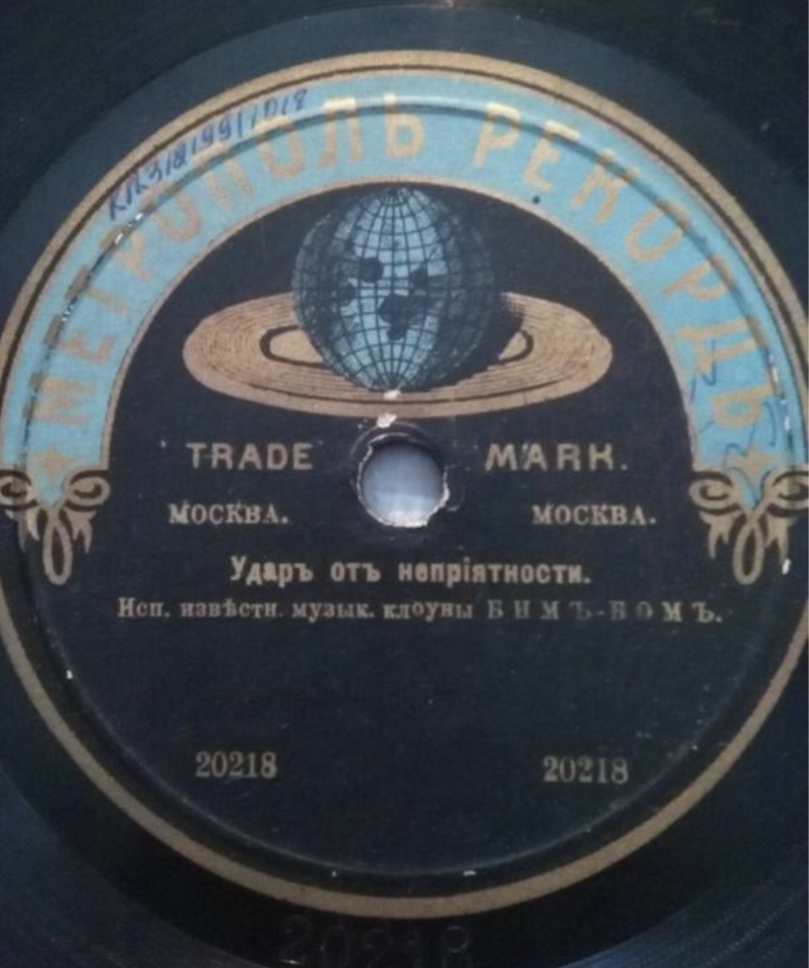 МЕТРОПОЛЬ РЕКОРДЪ
TRADE MARK.
МОСКВА. МОСКВА.
Ударъ отъ непріятности.
Исп. извѣстн. музык. клоуны БИМЪ-БОМЪ.
20218 20218
20218